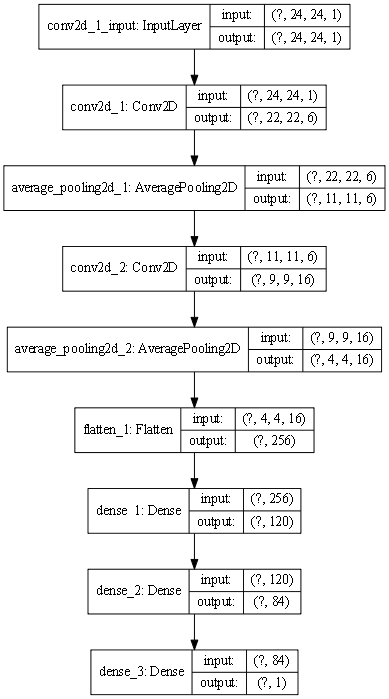 conv2d_1_input: InputLayer input: (?, 24, 24, 1)
output: (?, 24, 24, 1)
conv2d_1: Conv2D input: (?, 24, 24, 1)
output: (?, 22, 22, 6)
average_pooling2d_1: AveragePooling2D input: (?, 22, 22, 6)
output: (?, 11, 11, 6)
conv2d_2: Conv2D input: (?, 11, 11, 6)
output: (?, 9, 9, 16)
average_pooling2d_2: AveragePooling2D input: (?, 9, 9, 16)
output: (?, 4, 4, 16)
flatten_1: Flatten input: (?, 4, 4, 16)
output: (?, 256)
dense_1: Dense input: (?, 256)
output: (?, 120)
dense_2: Dense input: (?, 120)
output: (?, 84)
dense_3: Dense input: (?, 84)
output: (?, 1)